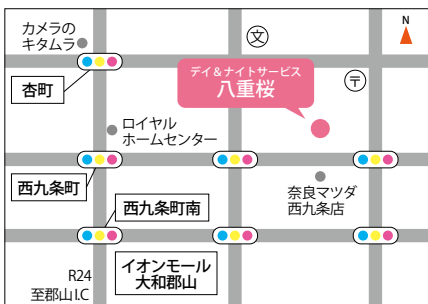 カメラの
キタムラ
文
N
デイ&ナイトサービス
八重桜
〒
杏町
ロイヤル
ホームセンター
西九条町
奈良マツダ
西九条店
西九条町南
イオンモール
大和郡山
R24
至郡山I.C